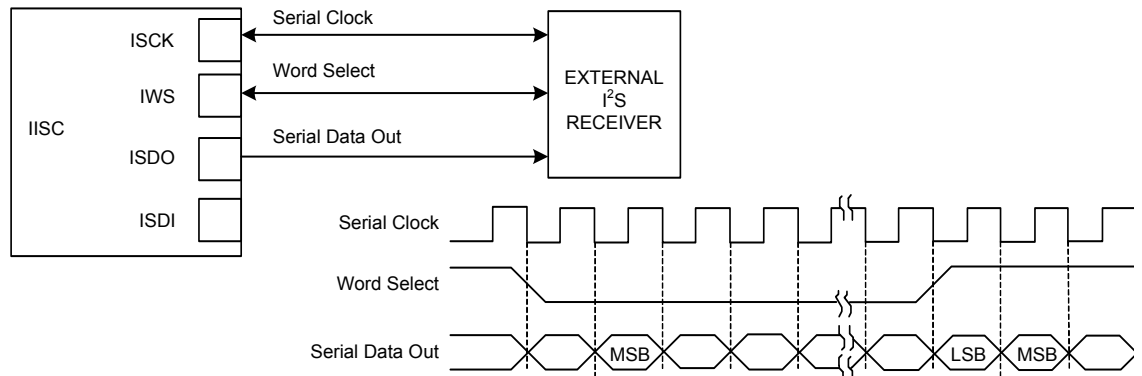 Serial Clock
ISCK
Word Select
IWS
EXTERNAL
I²S
RECEIVER
IISC
Serial Data Out
ISDO
ISDI
Serial Clock
Word Select
Serial Data Out
MSB
LSB
MSB